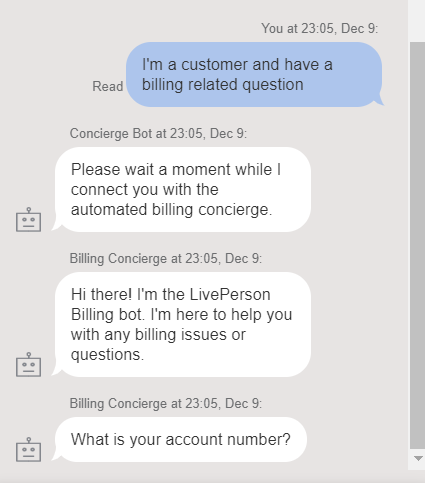 You at 23:05, Dec 9:
I'm a customer and have a
billing related question
Read
Concierge Bot at 23:05, Dec 9:
Please wait a moment while I
connect you with the
automated billing concierge.
Billing Concierge at 23:05, Dec 9:
Hi there! I'm the LivePerson
Billing bot. I'm here to help you
with any billing issues or
questions.
Billing Concierge at 23:05, Dec 9:
What is your account number?